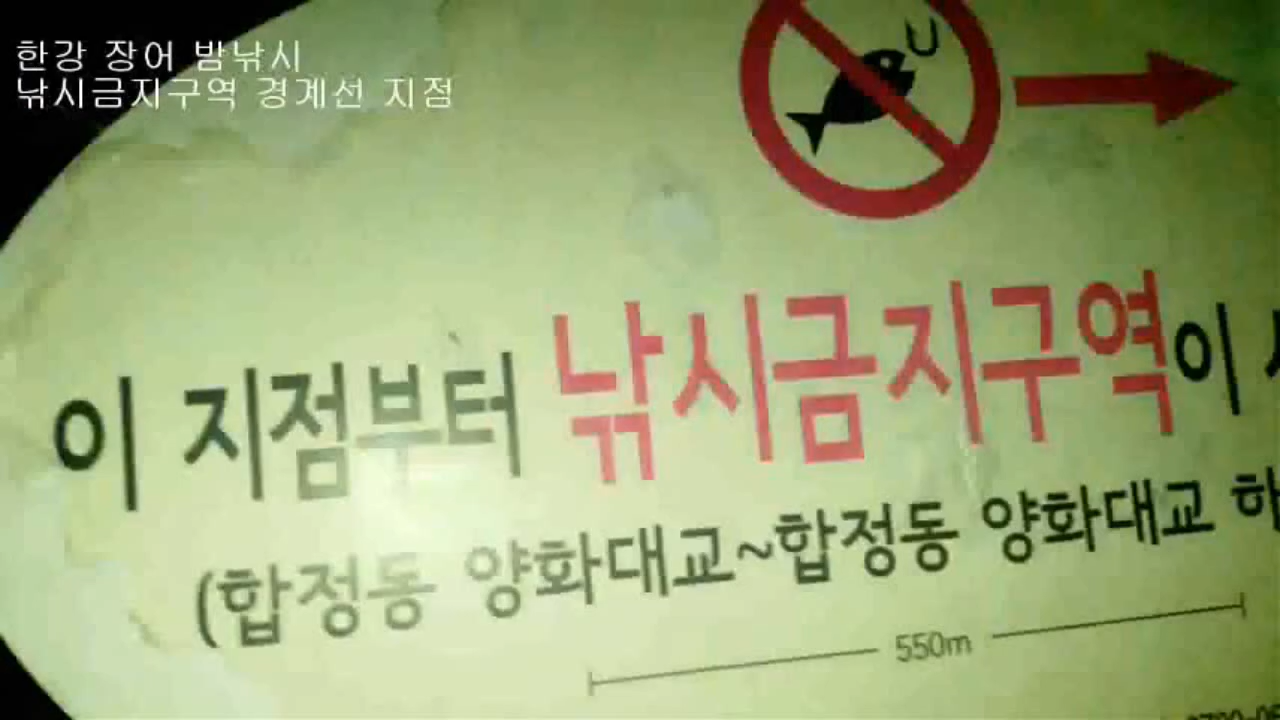 한강 장어 밤낚시
낚시금지구역 경계선 지점
이 지점부터 낚시금지구역이
(합정동 양화대교~합정동 양화대교
550m